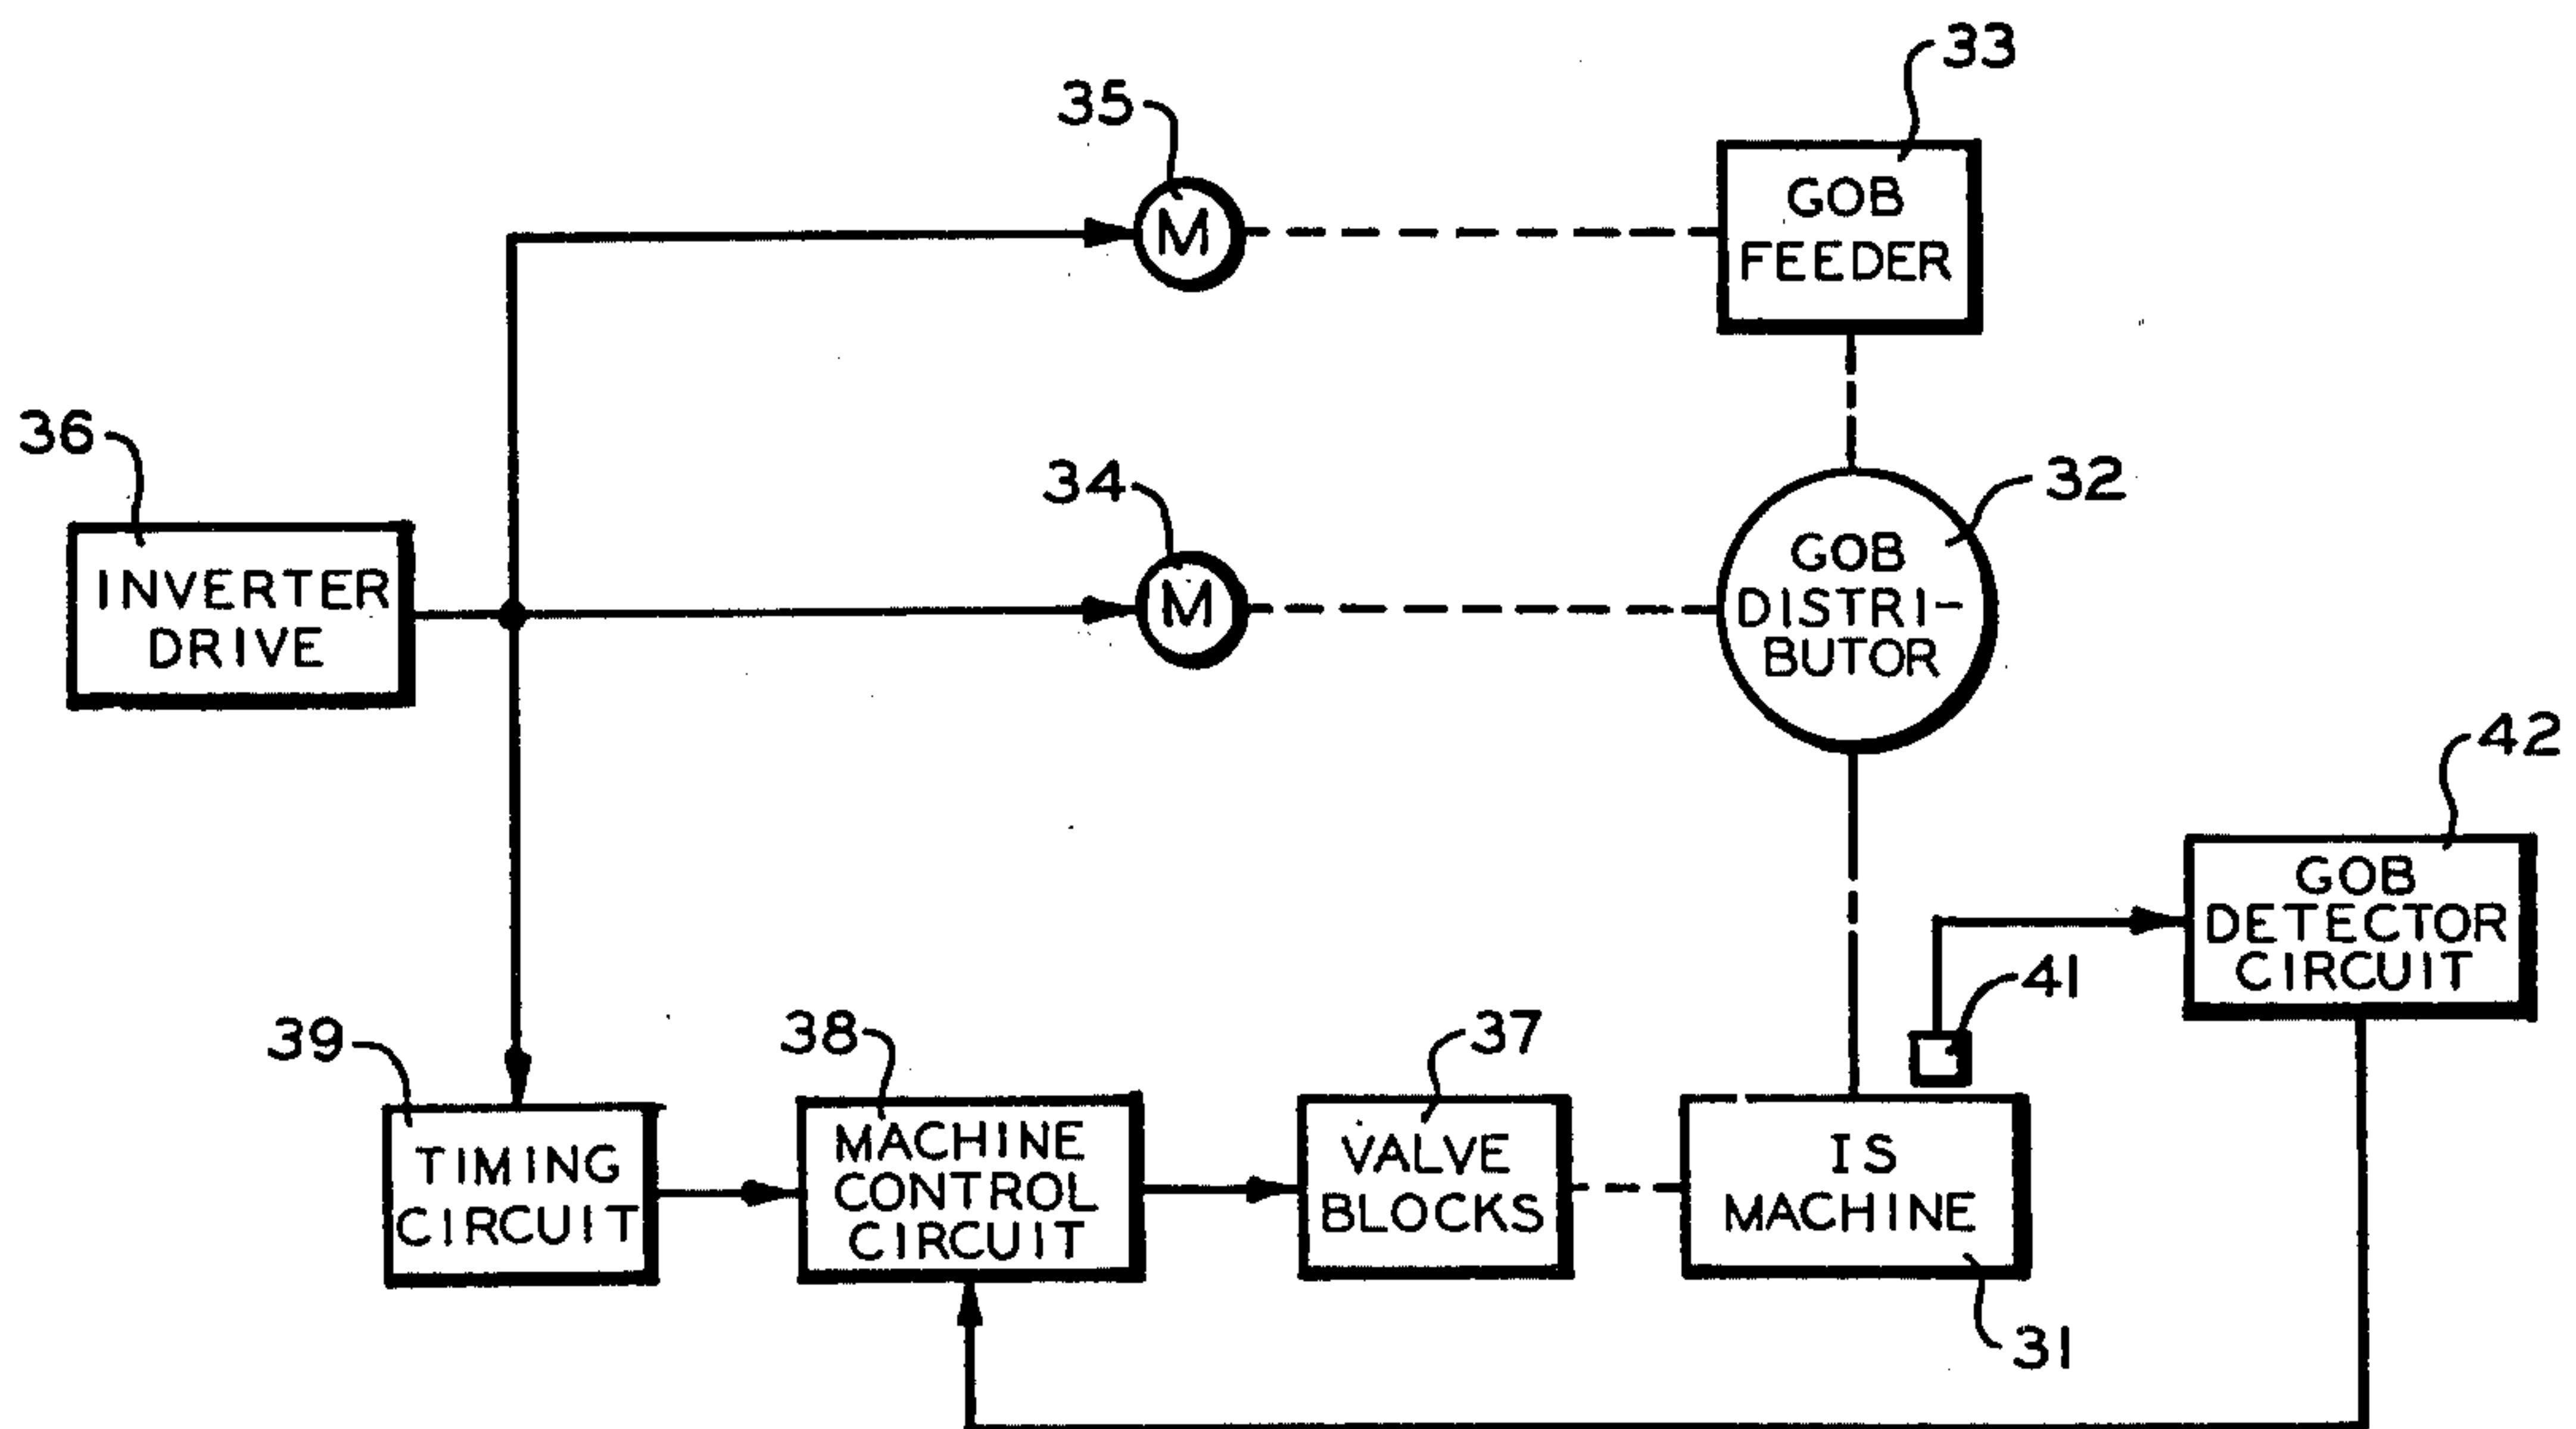 33
35
GOB
FEEDER
M
36
34
32
INVERTER
DRIVE
M
GOB
DISTRI-
BUTOR
42
GOB
DETECTOR
CIRCUIT
41
39
38
37
TIMING
CIRCUIT
MACHINE
CONTROL
CIRCUIT
VALVE
BLOCKS
IS
MACHINE
31